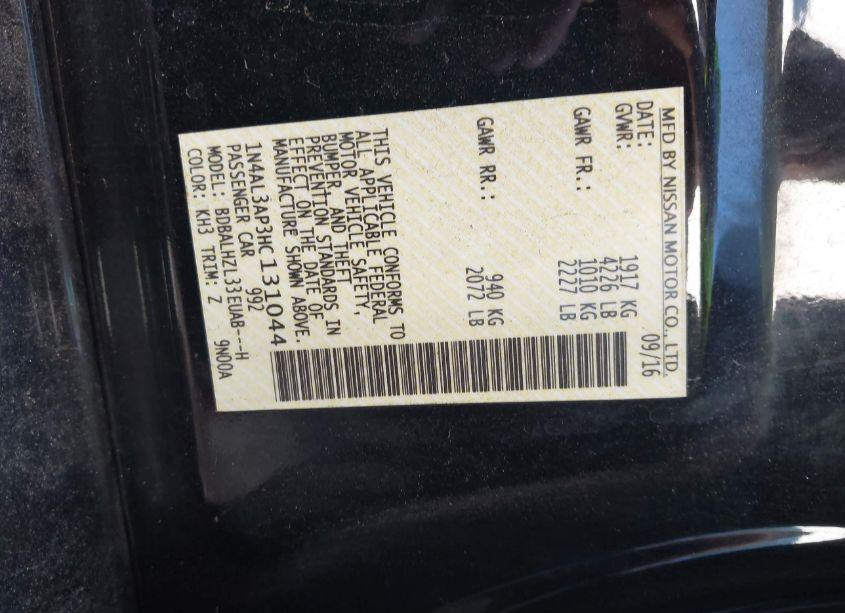 MFD BY NISSAN MOTOR CO., LTD.
DATE: 09/16
GVWR: 1917 KG
4226 LB
GAWR FR.: 1010 KG
2227 LB
GAWR RR.: 940 KG
2072 LB
THIS VEHICLE CONFORMS TO
ALL APPLICABLE FEDERAL
MOTOR VEHICLE SAFETY,
BUMPER, AND THEFT
PREVENTION STANDARDS IN
EFFECT ON THE DATE OF
MANUFACTURE SHOWN ABOVE.
1N4AL3AP3HC131044
PASSENGER CAR 992
MODEL: BDBALHZL33EUAB---H
COLOR: KH3 TRIM: Z 9N00A